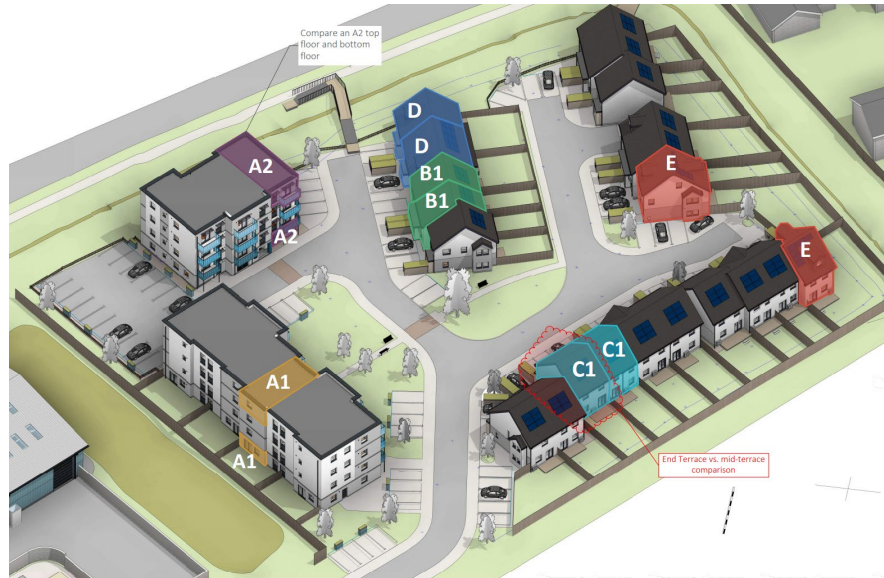 Compare an A2 top
floor and bottom
floor
D
D
B1
B1
A2
A2
E
E
C1
C1
A1
A1
End Terrace vs. mid-terrace
comparison